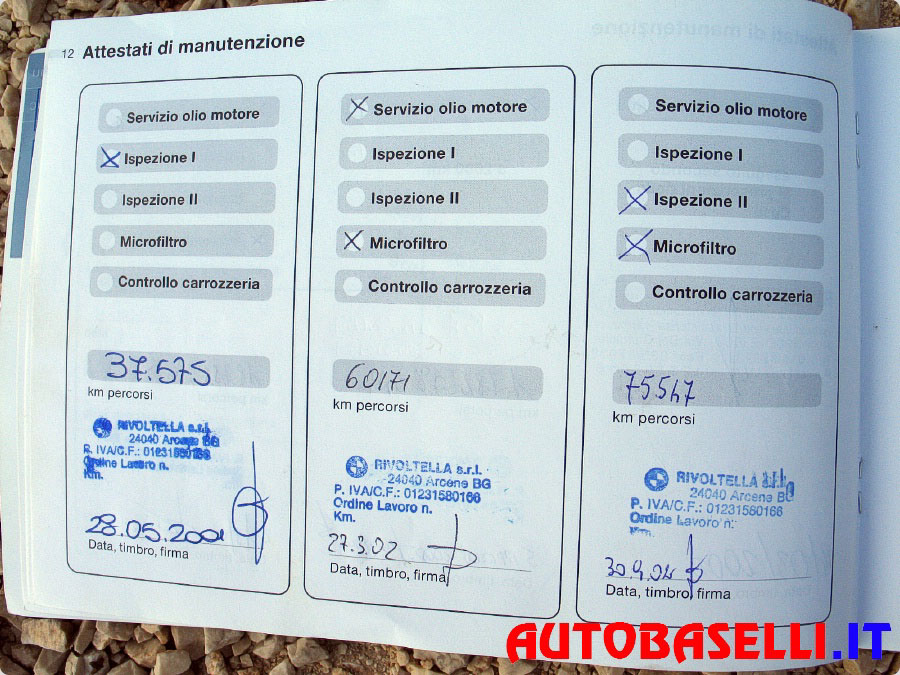 12 Attestati di manutenzione
Servizio olio motore
Ispezione I
Ispezione II
Microfiltro
Controllo carrozzeria
37.575
km percorsi
RIVOLTELLA s.r.l.
24040 Arcene BG
P. IVA/C.F.: 01231580166
Ordine Lavoro n.
Km.
28.05.2001
Data, timbro, firma
Servizio olio motore
Ispezione I
Ispezione II
Microfiltro
Controllo carrozzeria
60171
km percorsi
RIVOLTELLA s.r.l.
24040 Arcene BG
P. IVA/C.F.: 01231580166
Ordine Lavoro n.
Km.
27.3.02
Data, timbro, firma
Servizio olio motore
Ispezione I
Ispezione II
Microfiltro
Controllo carrozzeria
75547
km percorsi
RIVOLTELLA
24040 Arcene BG
P. IVA/C.F.: 01231580166
Ordine Lavoro n.
30.9.02
Data, timbro, firma
AUTOBASELLI.IT